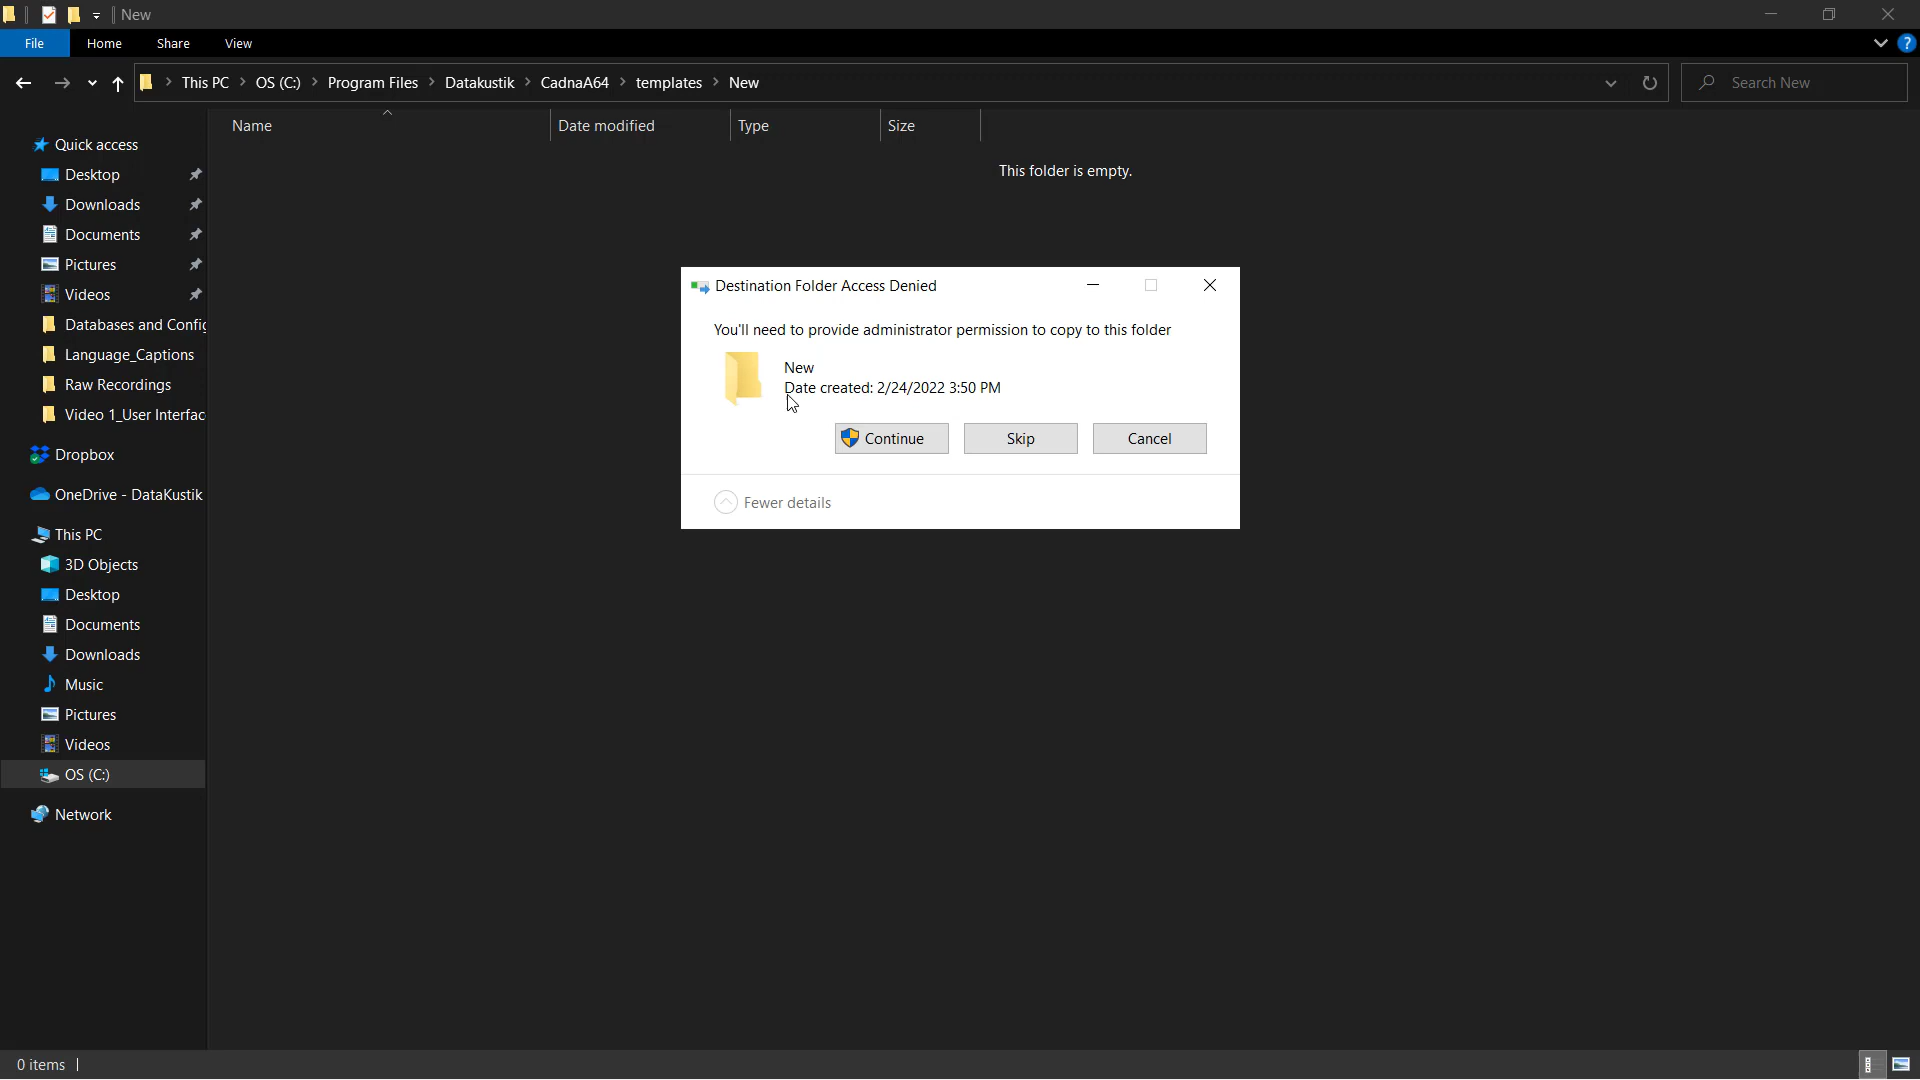 New
File
Home
Share
View
?
This PC
OS (C:)
Program Files
Datakustik
CadnaA64
templates
New
Search New
Name
Date modified
Type
Size
This folder is empty.
Quick access
Desktop
Downloads
Documents
Pictures
Videos
Databases and Config
Language_Captions
Raw Recordings
Video 1_User Interfac
Dropbox
OneDrive - DataKustik
This PC
3D Objects
Desktop
Documents
Downloads
Music
Pictures
Videos
OS (C:)
Network
Destination Folder Access Denied
You'll need to provide administrator permission to copy to this folder
New
Date created: 2/24/2022 3:50 PM
Continue
Skip
Cancel
Fewer details
0 items